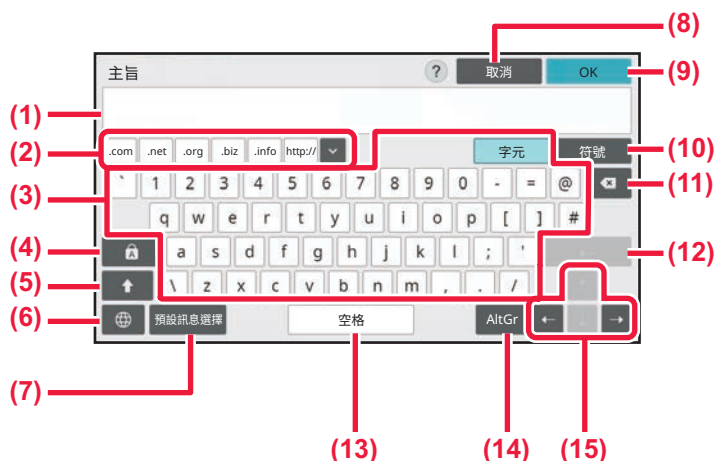 (8)
主旨 ? 取消 OK (9)
(1)
(2) .com .net .org .biz .info http:// 字元 符號 (10)
(3) ` 1 2 3 4 5 6 7 8 9 0 - = @ (11)
q w e r t y u i o p [ ] #
(4) A a s d f g h j k l ; ' (12)
(5) \ z x c v b n m , . /
(6) 預設訊息選擇 空格 AltGr ← →
(7)
(13) (14) (15)